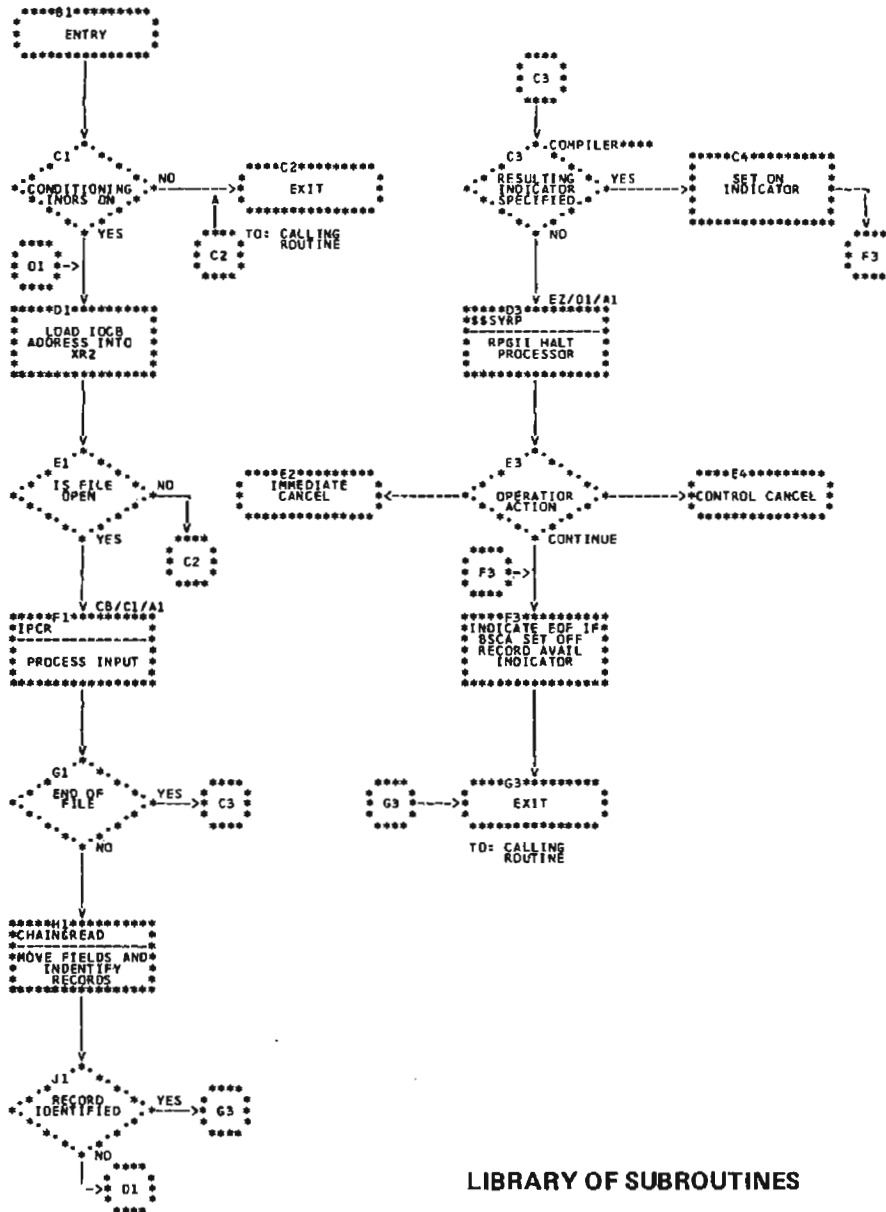 B1
ENTRY
C1
CONDITIONING
INDRS ON
NO
YES
C2
EXIT
TO: CALLING
ROUTINE
C2
D1
D1
LOAD IOCB
ADDRESS INTO
XR2
E1
IS FILE
OPEN
NO
YES
C2
CB/C1/A1
F1
IPCR
PROCESS INPUT
G1
END OF
FILE
YES
NO
C3
H1
CHAIN&READ
MOVE FIELDS AND
INDENTIFY
RECORDS
J1
RECORD
IDENTIFIED
YES
NO
G3
D1
C3
COMPILER
C3
RESULTING
INDICATOR
SPECIFIED
YES
NO
C4
SET ON
INDICATOR
F3
EZ/01/A1
D3
$$SYRP
RPGII HALT
PROCESSOR
E3
OPERATIOR
ACTION
CONTINUE
E2
IMMEDIATE
CANCEL
E4
CONTROL CANCEL
F3
F3
INDICATE EOF IF
BSCA SET OFF
RECORD AVAIL
INDICATOR
G3
G3
EXIT
TO: CALLING
ROUTINE
LIBRARY OF SUBROUTINES